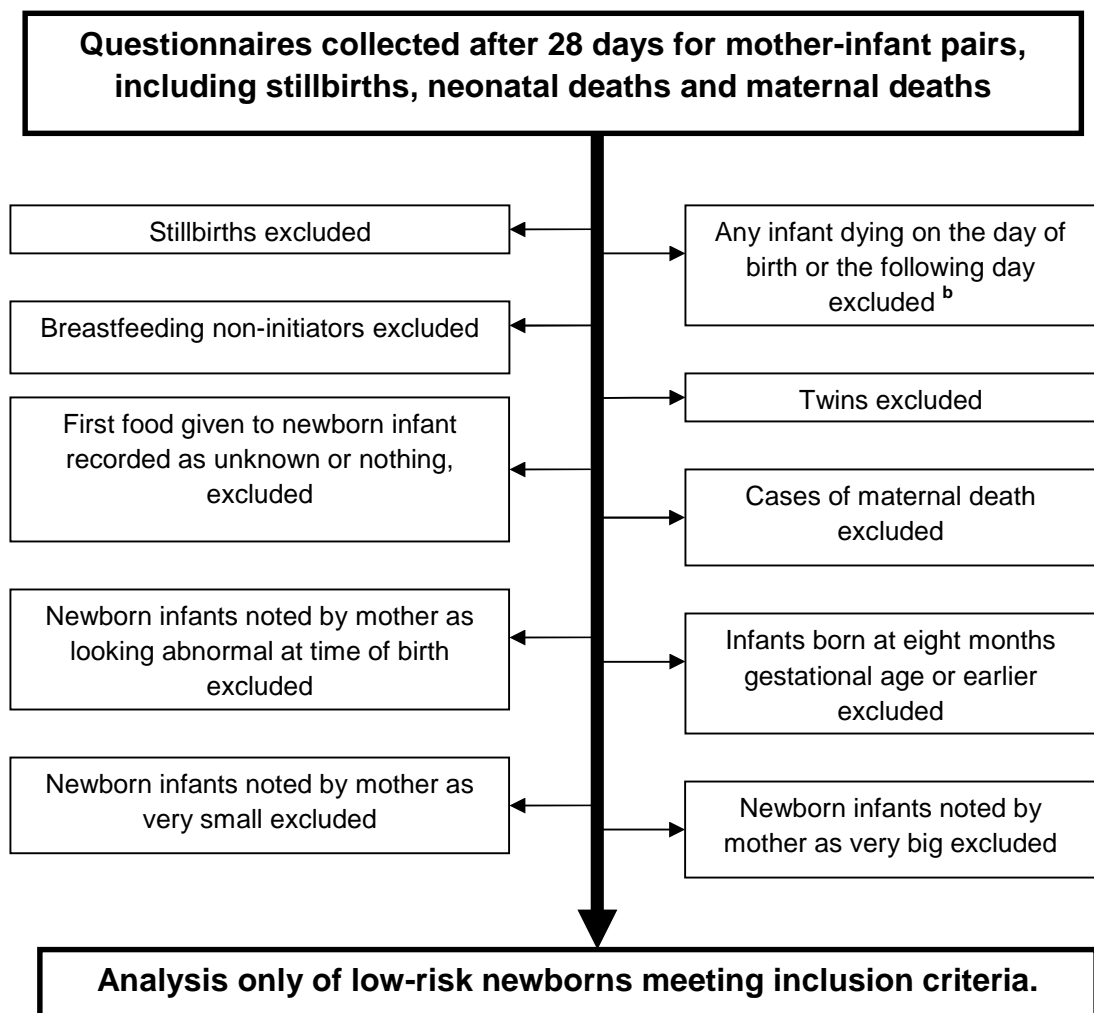 Questionnaires collected after 28 days for mother-infant pairs,
including stillbirths, neonatal deaths and maternal deaths
Stillbirths excluded
Any infant dying on the day of
birth or the following day
excluded b
Breastfeeding non-initiators excluded
Twins excluded
First food given to newborn infant
recorded as unknown or nothing,
excluded
Cases of maternal death
excluded
Newborn infants noted by mother as
looking abnormal at time of birth
excluded
Infants born at eight months
gestational age or earlier
excluded
Newborn infants noted by mother as
very small excluded
Newborn infants noted by
mother as very big excluded
Analysis only of low-risk newborns meeting inclusion criteria.